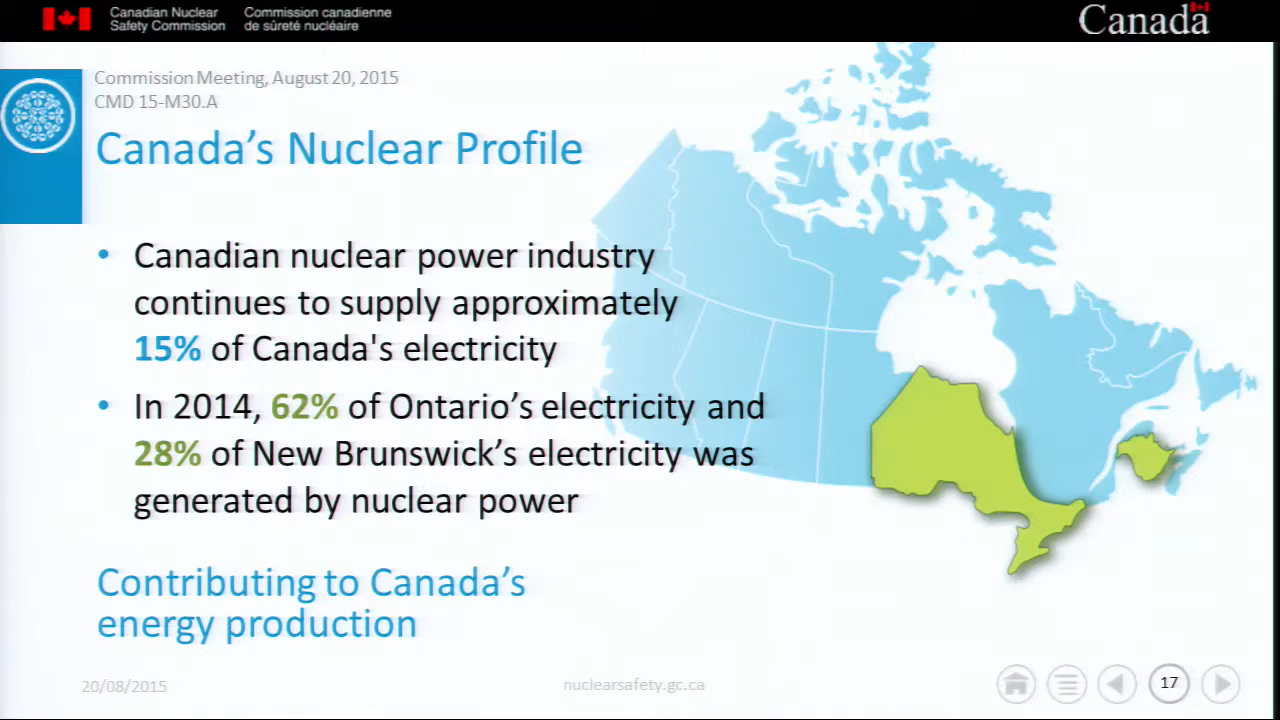 Canadian Nuclear
Safety Commission
Commission canadienne
de sûreté nucléaire
Canada
Commission Meeting, August 20, 2015
CMD 15-M30.A
Canada's Nuclear Profile
• Canadian nuclear power industry
continues to supply approximately
15% of Canada's electricity
• In 2014, 62% of Ontario's electricity and
28% of New Brunswick's electricity was
generated by nuclear power
Contributing to Canada's
energy production
20/08/2015
nuclearsafety.gc.ca
17